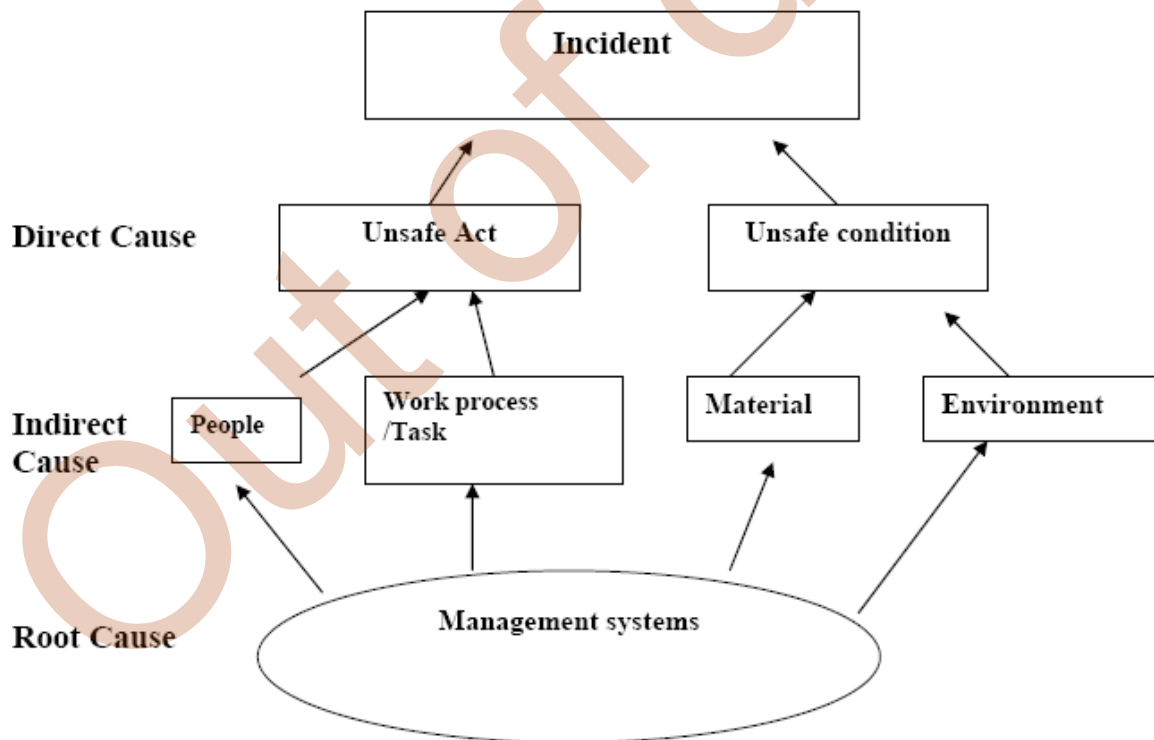 Incident
Direct Cause
Unsafe Act
Unsafe condition
Indirect
Cause
People
Work process
/Task
Material
Environment
Root Cause
Management systems
Out of